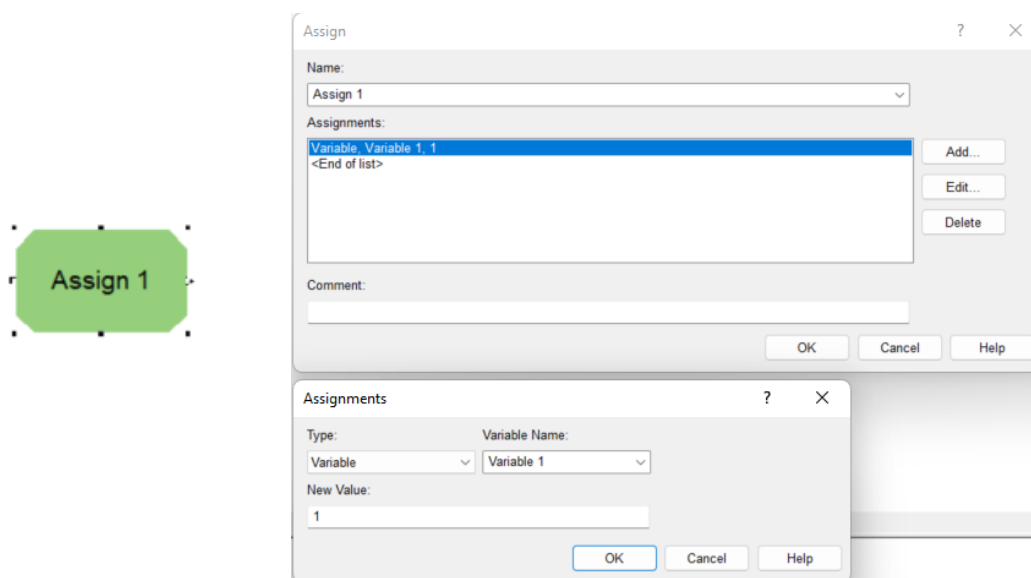 Assign 1
Assign
Name:
Assign 1
Assignments:
Variable, Variable 1, 1
<End of list>
Add...
Edit...
Delete
Comment:
OK Cancel Help
Assignments
Type: Variable Name:
Variable Variable 1
New Value:
1
OK Cancel Help